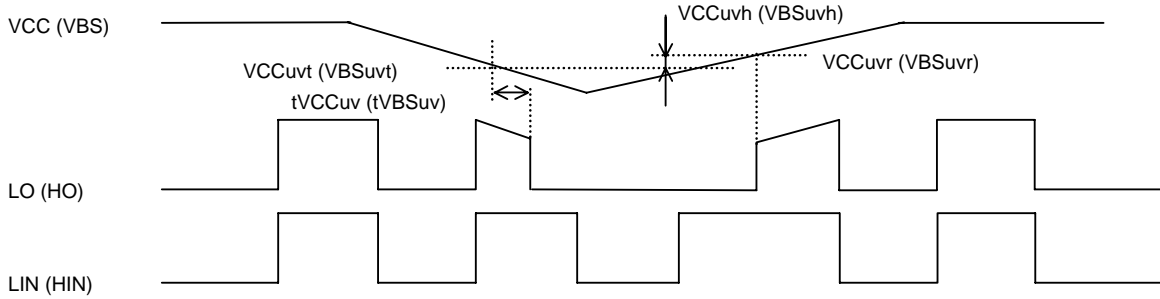 VCCuvh (VBSuvh)
VCC (VBS)
VCCuvr (VBSuvr)
VCCuvt (VBSuvt)
tVCCuv (tVBSuv)
LO (HO)
LIN (HIN)